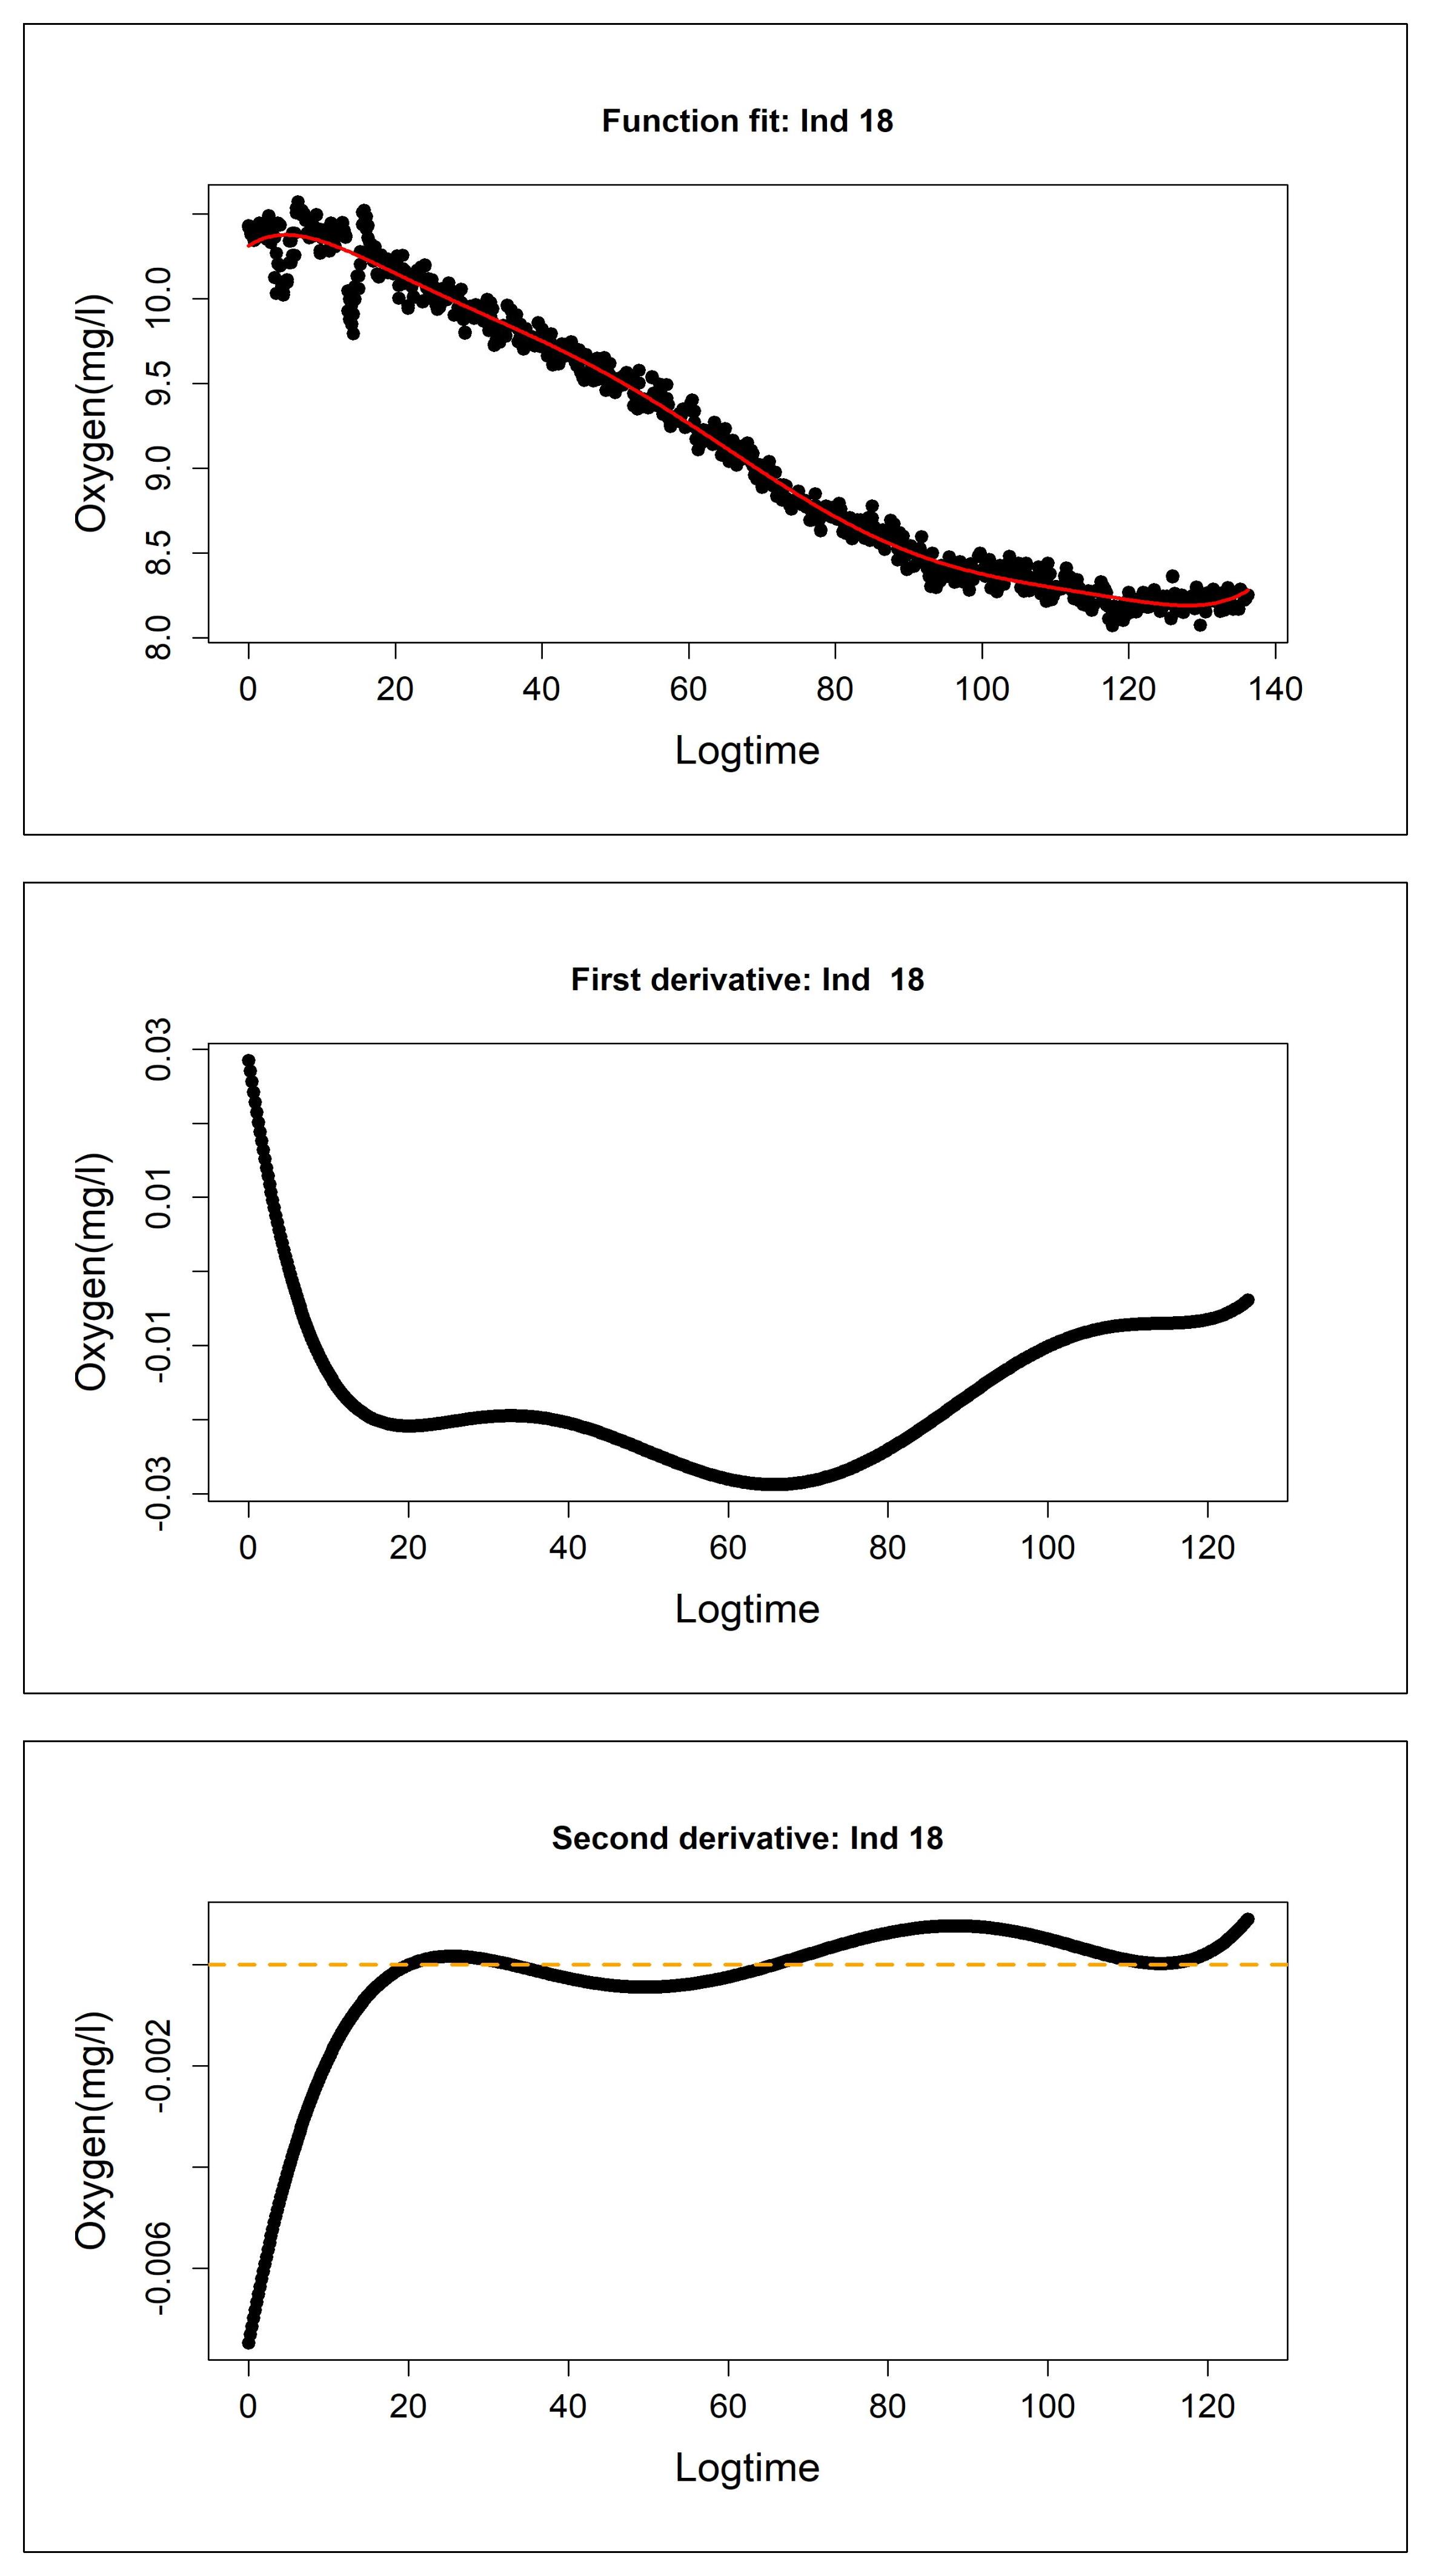 Function fit: Ind 18
Oxygen(mg/l)
10.0
9.5
9.0
8.5
8.0
0 20 40 60 80 100 120 140
Logtime
First derivative: Ind  18
Oxygen(mg/l)
0.03
0.01
-0.01
-0.03
0 20 40 60 80 100 120
Logtime
Second derivative: Ind 18
Oxygen(mg/l)
-0.002
-0.006
0 20 40 60 80 100 120
Logtime